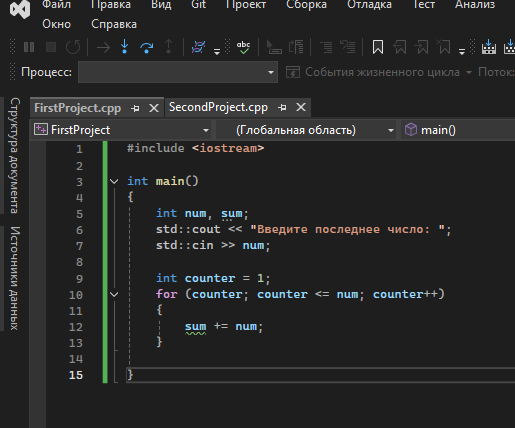 Файл Правка Вид Git Проект Сборка Отладка Тест Анализ
Окно Справка
abc
Процесс: События жизненного цикла Поток:
Структура документа
Источники данных
FirstProject.cpp SecondProject.cpp
FirstProject (Глобальная область) main()
1 #include <iostream>
2
3 int main()
4 {
5 int num, sum;
6 std::cout << "Введите последнее число: ";
7 std::cin >> num;
8
9 int counter = 1;
10 for (counter; counter <= num; counter++)
11 {
12 sum += num;
13 }
14
15 }